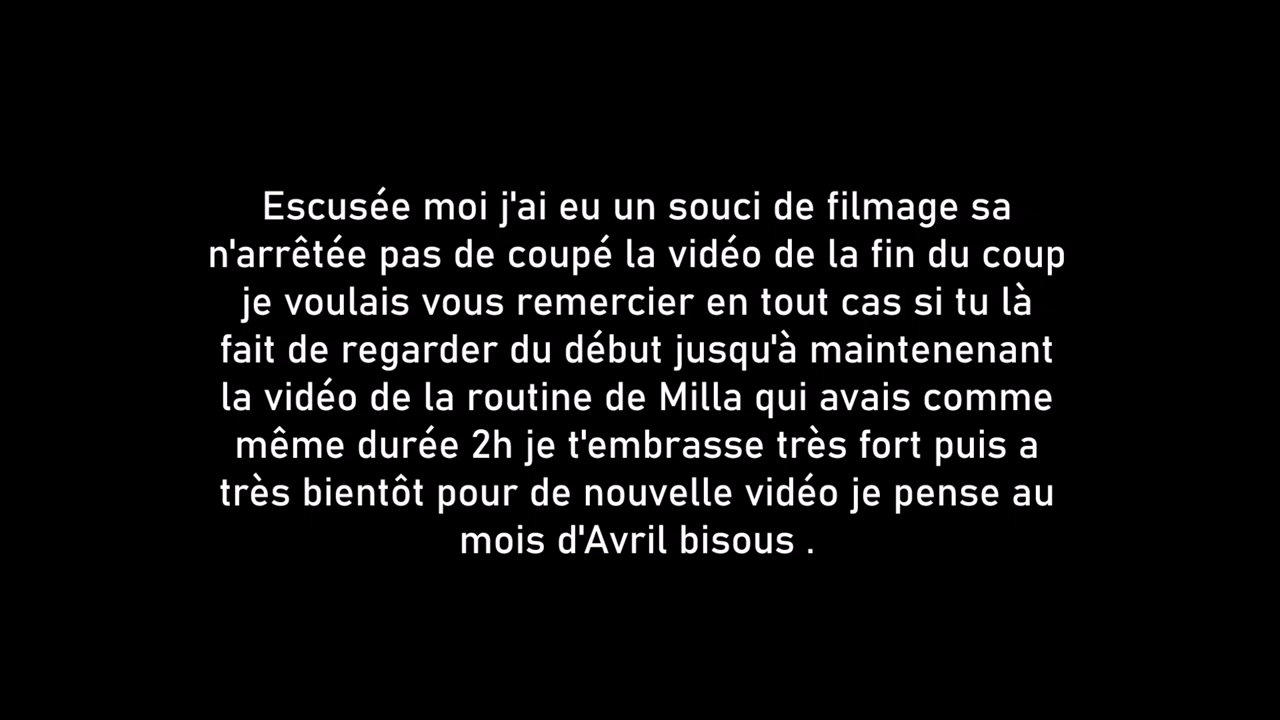 Escusée moi j'ai eu un souci de filmage sa
n'arrêtée pas de coupé la vidéo de la fin du coup
je voulais vous remercier en tout cas si tu là
fait de regarder du début jusqu'à maintenenant
la vidéo de la routine de Milla qui avais comme
même durée 2h je t'embrasse très fort puis a
très bientôt pour de nouvelle vidéo je pense au
mois d'Avril bisous .